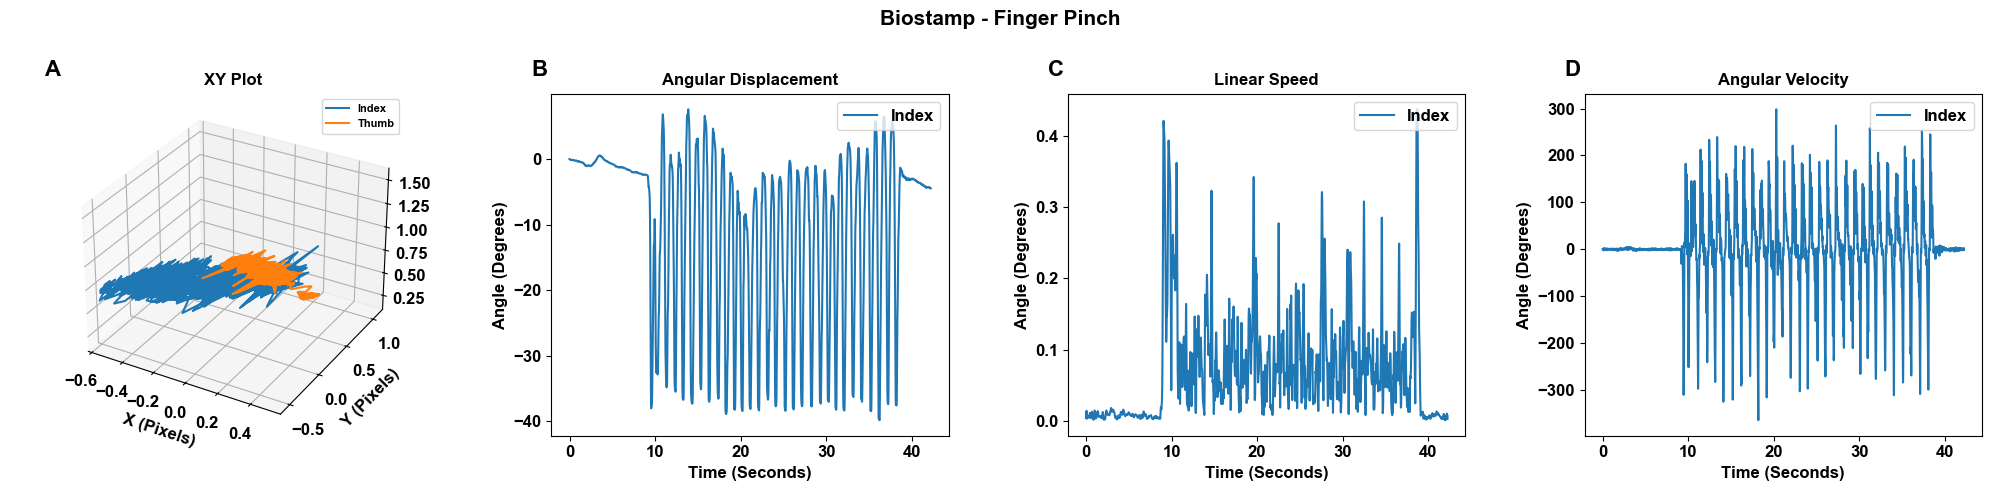 Biostamp - Finger Pinch
A
XY Plot
Index
Thumb
1.50
1.25
1.00
0.75
0.50
0.25
−0.6
−0.4
−0.2
0.0
0.2
0.4
X (Pixels)
−0.5
0.0
0.5
1.0
Y (Pixels)
B
Angular Displacement
Index
0
−10
−20
−30
−40
Angle (Degrees)
0 10 20 30 40
Time (Seconds)
C
Linear Speed
Index
0.4
0.3
0.2
0.1
0.0
Angle (Degrees)
0 10 20 30 40
Time (Seconds)
D
Angular Velocity
Index
300
200
100
0
−100
−200
−300
Angle (Degrees)
0 10 20 30 40
Time (Seconds)